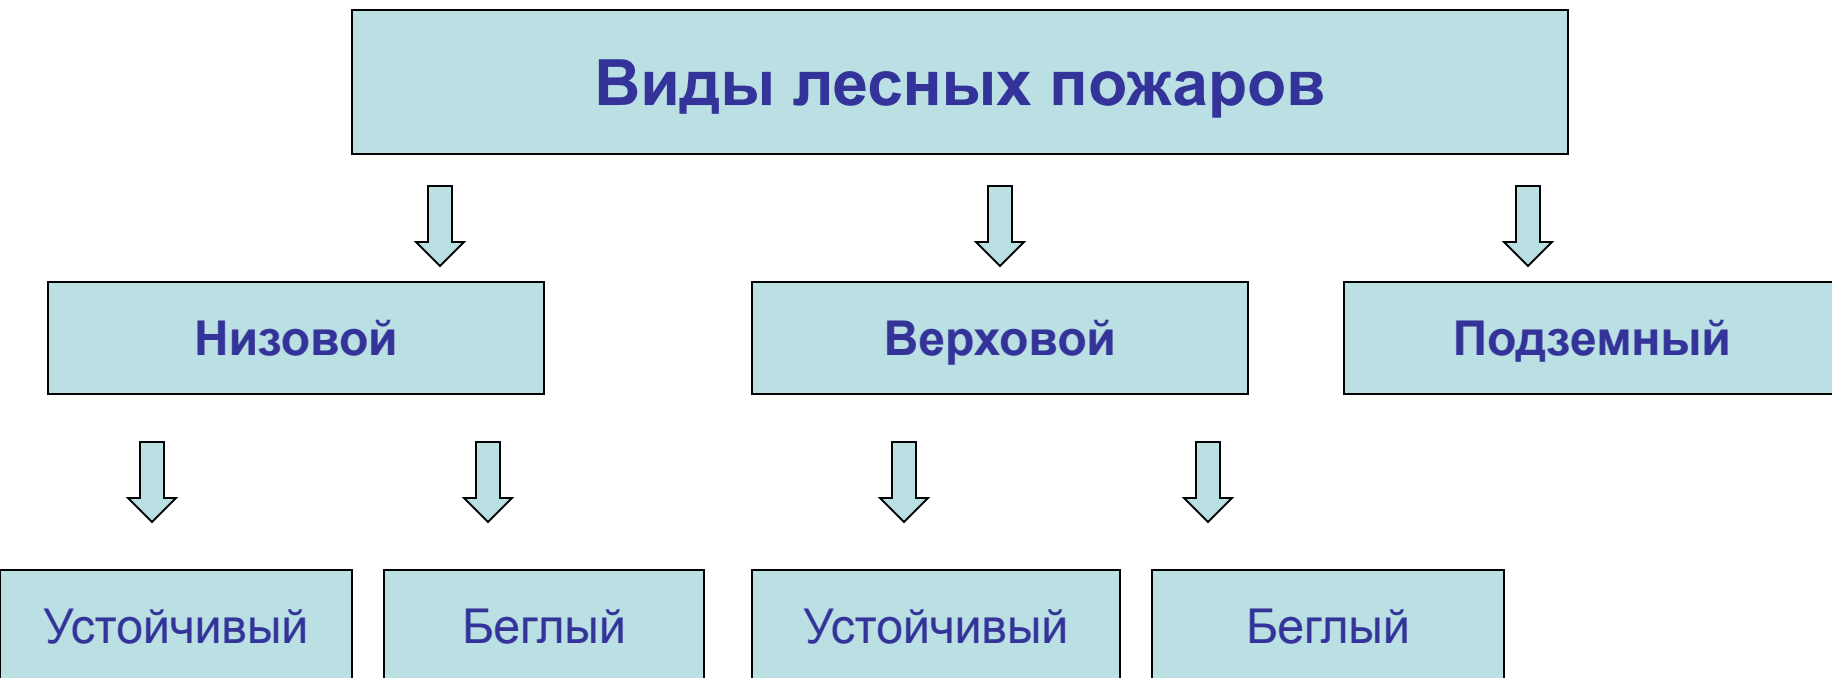 Виды лесных пожаров
Низовой
Верховой
Подземный
Устойчивый
Беглый
Устойчивый
Беглый